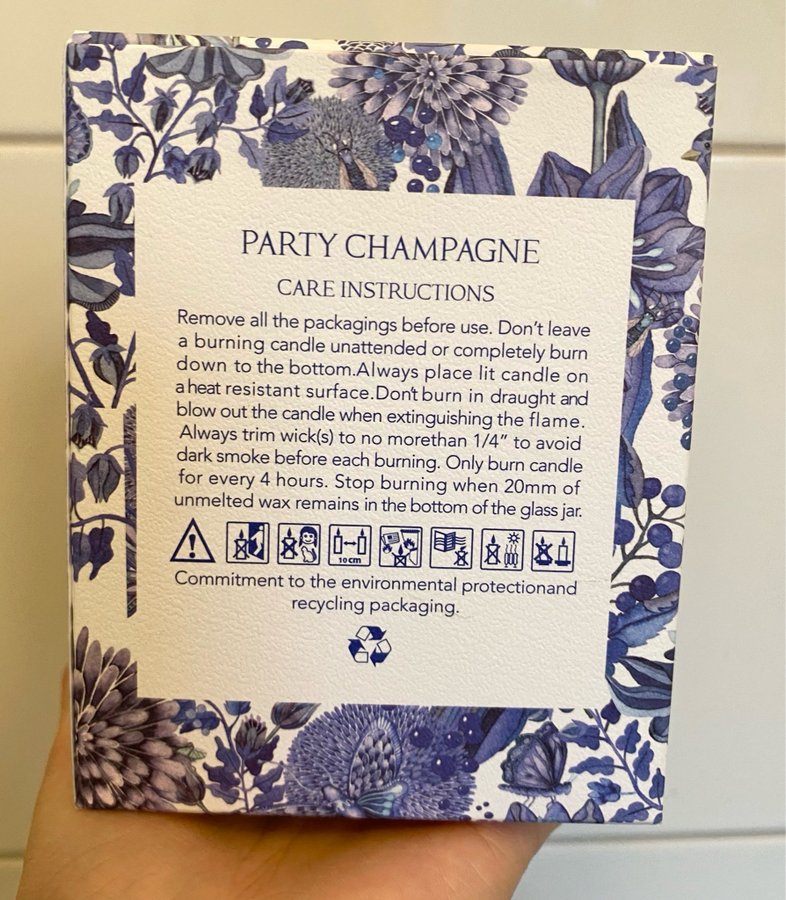 PARTY CHAMPAGNE
CARE INSTRUCTIONS
Remove all the packagings before use. Don't leave
a burning candle unattended or completely burn
down to the bottom.Always place lit candle on
a heat resistant surface.Don't burn in draught and
blow out the candle when extinguishing the flame.
Always trim wick(s) to no morethan 1/4" to avoid
dark smoke before each burning. Only burn candle
for every 4 hours. Stop burning when 20mm of
unmelted wax remains in the bottom of the glass jar.
10cm
Commitment to the environmental protectionand
recycling packaging.